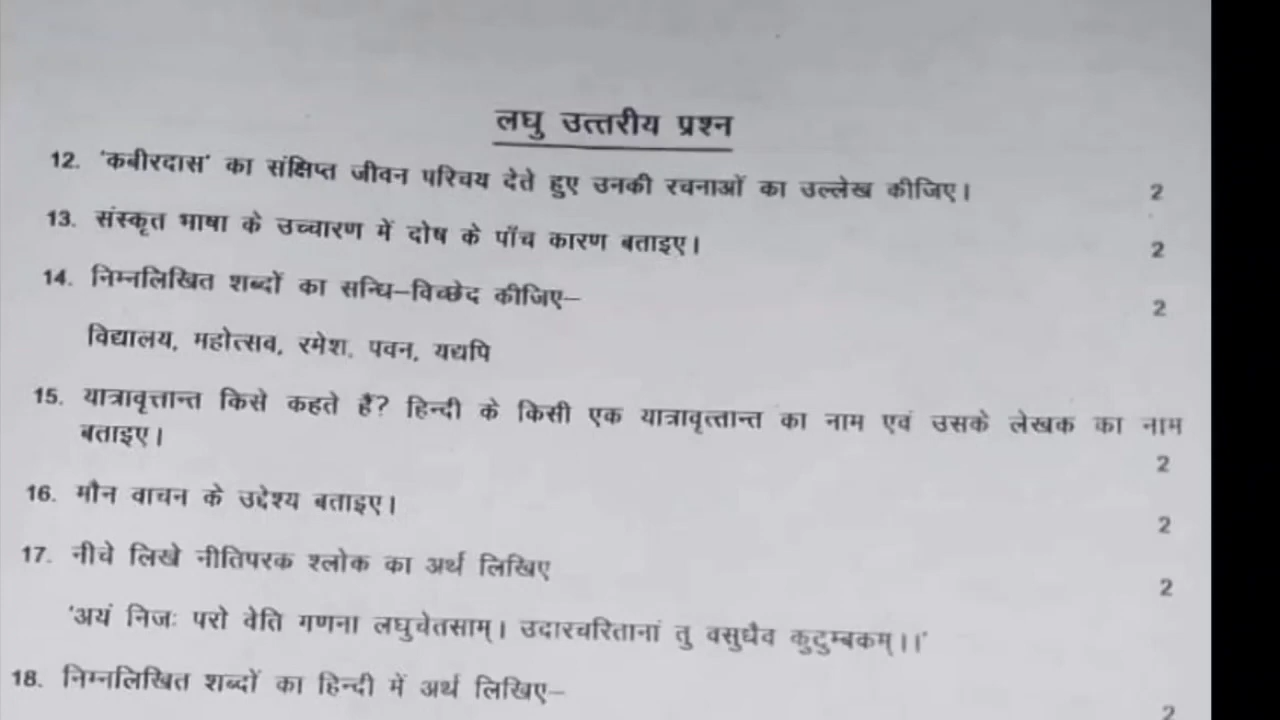 लघु उत्तरीय प्रश्न
12. 'कबीरदास' का संक्षिप्त जीवन परिचय देते हुए उनकी रचनाओं का उल्लेख कीजिए। 2
13. संस्कृत भाषा के उच्चारण में दोष के पाँच कारण बताइए। 2
14. निम्नलिखित शब्दों का सन्धि–विच्छेद कीजिए– 2
विद्यालय, महोत्सव, रमेश, पवन, यद्यपि
15. यात्रावृत्तान्त किसे कहते हैं? हिन्दी के किसी एक यात्रावृत्तान्त का नाम एवं उसके लेखक का नाम
बताइए। 2
16. मौन वाचन के उद्देश्य बताइए। 2
17. नीचे लिखे नीतिपरक श्लोक का अर्थ लिखिए 2
'अयं निजः परो वेति गणना लघुचेतसाम्। उदारचरितानां तु वसुधैव कुटुम्बकम्।।'
18. निम्नलिखित शब्दों का हिन्दी में अर्थ लिखिए– 2